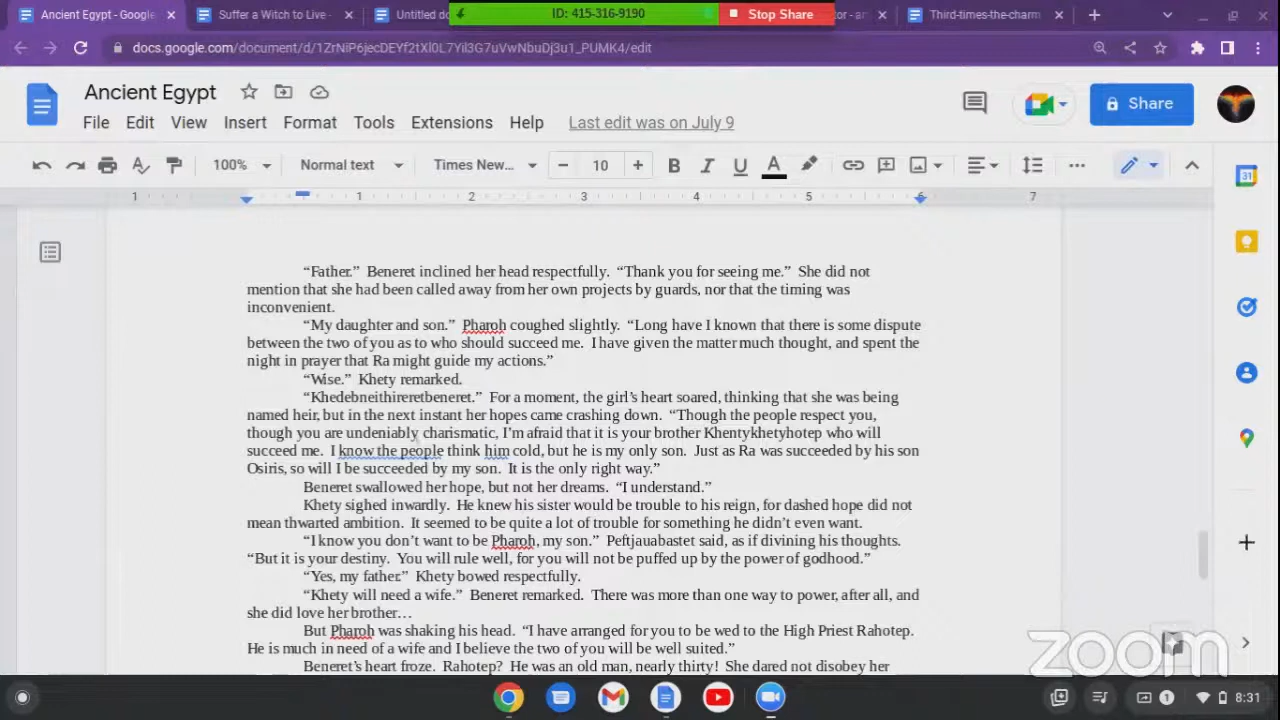 Ancient Egypt - Google
Suffer a Witch to Live -
Untitled do
ID: 415-316-9190
Stop Share
tor - ar
Third-times-the-charm
docs.google.com/document/d/1ZrNiP6jecDEYf2tXl0L7Yil3G7uVwNbuDj3u1_PUMK4/edit
Ancient Egypt
Share
File Edit View Insert Format Tools Extensions Help Last edit was on July 9
100% Normal text Times New... 10 B I U A
1 1 2 3 4 5 6 7
“Father.” Beneret inclined her head respectfully. “Thank you for seeing me.” She did not
mention that she had been called away from her own projects by guards, nor that the timing was
inconvenient.
“My daughter and son.” Pharoh coughed slightly. “Long have I known that there is some dispute
between the two of you as to who should succeed me. I have given the matter much thought, and spent the
night in prayer that Ra might guide my actions.”
“Wise.” Khety remarked.
“Khedebneithireretbeneret.” For a moment, the girl’s heart soared, thinking that she was being
named heir, but in the next instant her hopes came crashing down. “Though the people respect you,
though you are undeniably charismatic, I’m afraid that it is your brother Khentykhetyhotep who will
succeed me. I know the people think him cold, but he is my only son. Just as Ra was succeeded by his son
Osiris, so will I be succeeded by my son. It is the only right way.”
Beneret swallowed her hope, but not her dreams. “I understand.”
Khety sighed inwardly. He knew his sister would be trouble to his reign, for dashed hope did not
mean thwarted ambition. It seemed to be quite a lot of trouble for something he didn’t even want.
“I know you don’t want to be Pharoh, my son.” Peftjauabastet said, as if divining his thoughts.
“But it is your destiny. You will rule well, for you will not be puffed up by the power of godhood.”
“Yes, my father.” Khety bowed respectfully.
“Khety will need a wife.” Beneret remarked. There was more than one way to power, after all, and
she did love her brother…
But Pharoh was shaking his head. “I have arranged for you to be wed to the High Priest Rahotep.
He is much in need of a wife and I believe the two of you will be well suited.”
Beneret’s heart froze. Rahotep? He was an old man, nearly thirty! She dared not disobey her
zoom
31
1
8:31